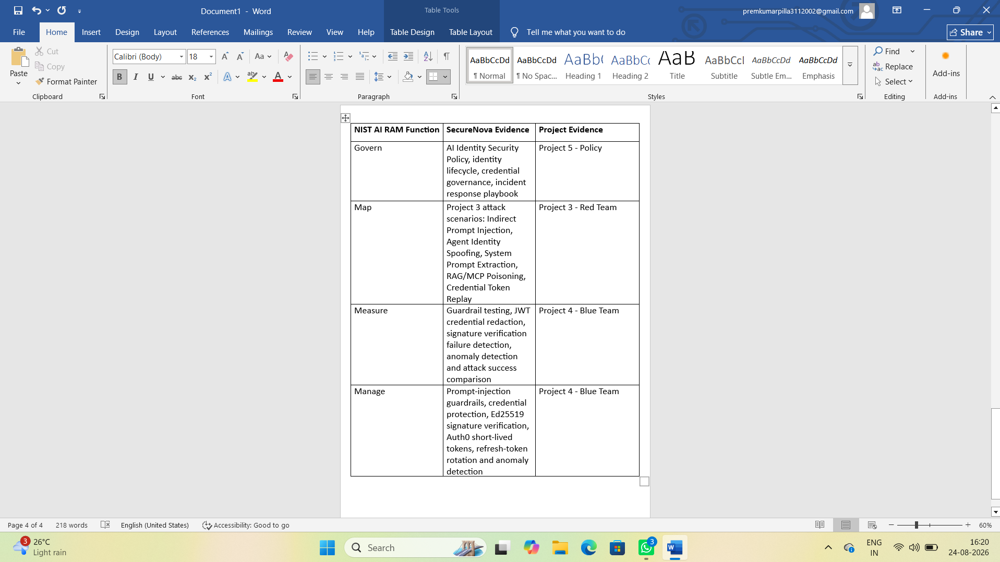 Document1 - Word
Table Tools
premkumarpilla3112002@gmail.com
File Home Insert Design Layout References Mailings Review View Help Table Design Table Layout Tell me what you want to do Share
Paste
Cut
Copy
Format Painter
Clipboard
Calibri (Body) 18
Font
Paragraph
AaBbCcDd AaBbCcDd AaBb( AaBbCc AaB AaBbCcl AaBbCcDd AaBbCcDd
¶ Normal ¶ No Spac... Heading 1 Heading 2 Title Subtitle Subtle Em... Emphasis
Styles
Find
Replace
Select
Editing
Add-ins
Add-ins
NIST AI RAM Function SecureNova Evidence Project Evidence
Govern
AI Identity Security
Policy, identity
lifecycle, credential
governance, incident
response playbook
Project 5 - Policy
Map
Project 3 attack
scenarios: Indirect
Prompt Injection,
Agent Identity
Spoofing, System
Prompt Extraction,
RAG/MCP Poisoning,
Credential Token
Replay
Project 3 - Red Team
Measure
Guardrail testing, JWT
credential redaction,
signature verification
failure detection,
anomaly detection
and attack success
comparison
Project 4 - Blue Team
Manage
Prompt-injection
guardrails, credential
protection, Ed25519
signature verification,
Auth0 short-lived
tokens, refresh-token
rotation and anomaly
detection
Project 4 - Blue Team
Page 4 of 4 218 words English (United States) Accessibility: Good to go 60%
3
26°C
Light rain
Search
3
ENG
IN
16:20
24-08-2026